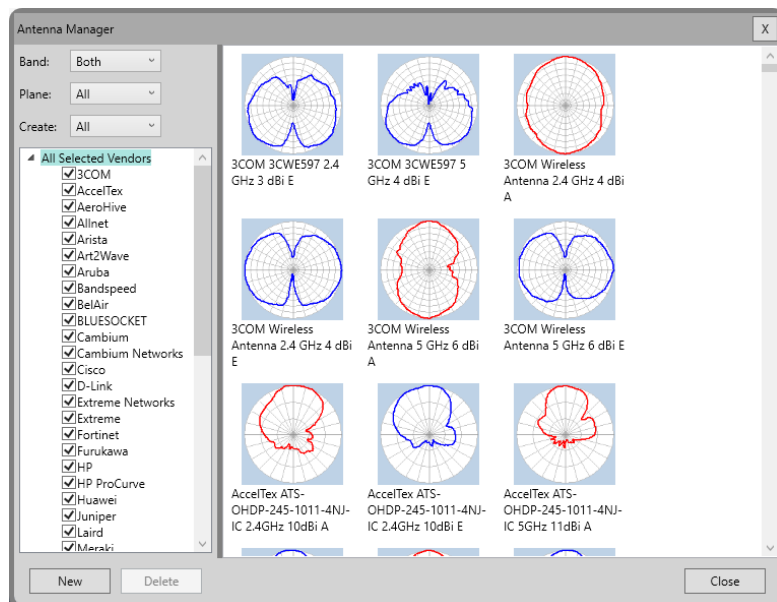 Antenna Manager
X
Band:
Both
Plane:
All
Create:
All
All Selected Vendors
3COM
AccelTex
AeroHive
Allnet
Arista
Art2Wave
Aruba
Bandspeed
BelAir
BLUESOCKET
Cambium
Cambium Networks
Cisco
D-Link
Extreme Networks
Extreme
Fortinet
Furukawa
HP
HP ProCurve
Huawei
Juniper
Laird
Meraki
3COM 3CWE597 2.4
GHz 3 dBi E
3COM 3CWE597 5
GHz 4 dBi E
3COM Wireless
Antenna 2.4 GHz 4 dBi
A
3COM Wireless
Antenna 2.4 GHz 4 dBi
E
3COM Wireless
Antenna 5 GHz 6 dBi
A
3COM Wireless
Antenna 5 GHz 6 dBi E
AccelTex ATS-
OHDP-245-1011-4NJ-
IC 2.4GHz 10dBi A
AccelTex ATS-
OHDP-245-1011-4NJ-
IC 2.4GHz 10dBi E
AccelTex ATS-
OHDP-245-1011-4NJ-
IC 5GHz 11dBi A
New
Delete
Close